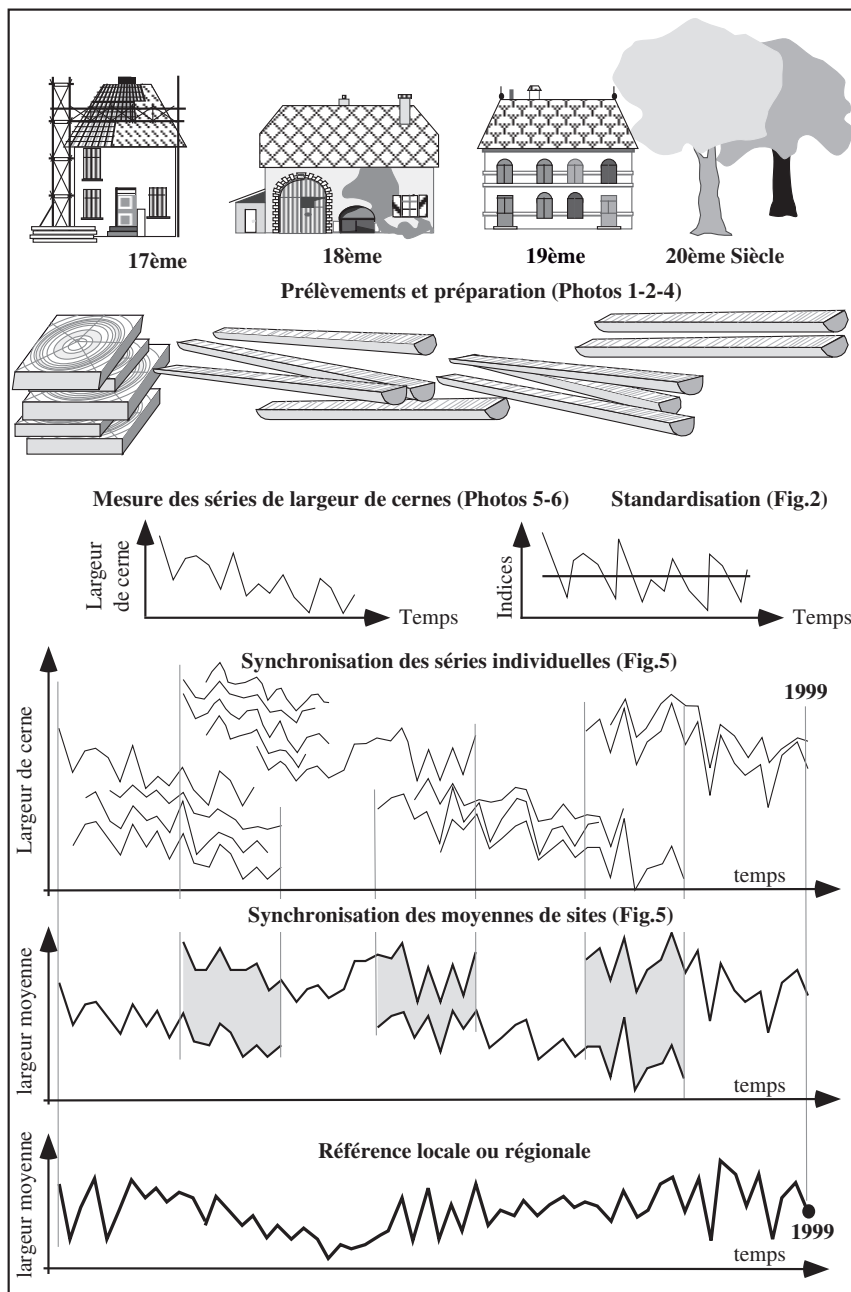 17ème
18ème
19ème
20ème Siècle
Prélèvements et préparation (Photos 1-2-4)
Mesure des séries de largeur de cernes (Photos 5-6)
Standardisation (Fig.2)
Largeur
de cerne
Temps
Indices
Temps
Synchronisation des séries individuelles (Fig.5)
1999
Largeur de cerne
temps
Synchronisation des moyennes de sites (Fig.5)
largeur moyenne
temps
Référence locale ou régionale
largeur moyenne
1999
temps